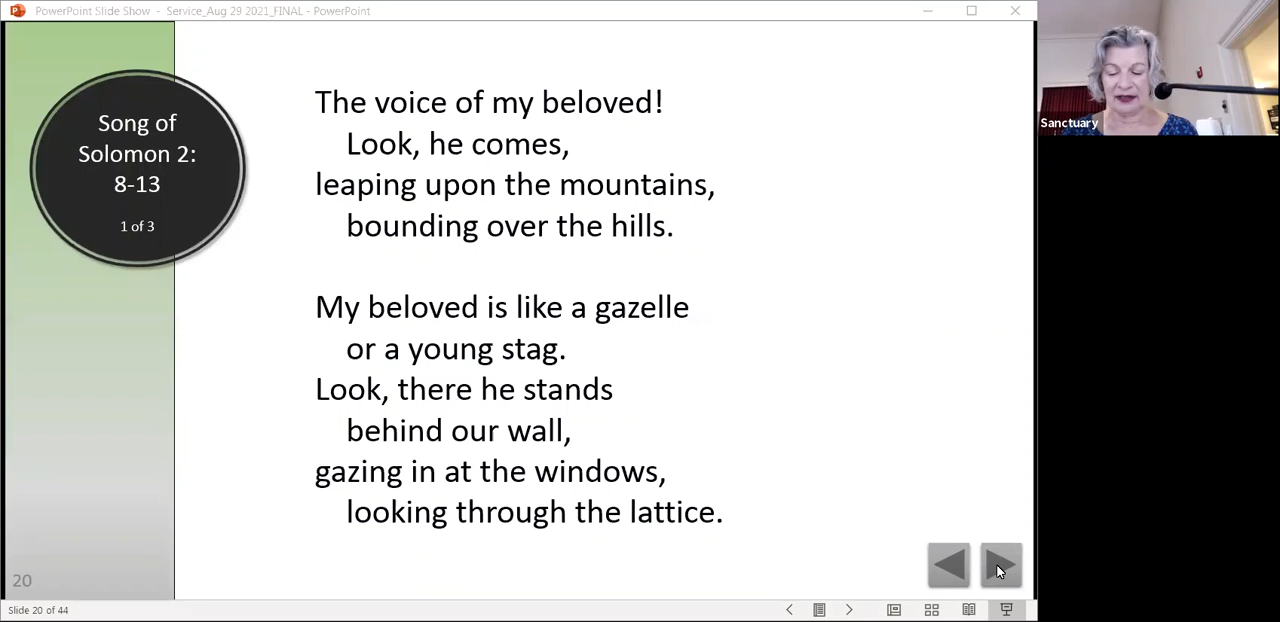 PowerPoint Slide Show - Service_Aug 29 2021_FINAL - PowerPoint
Song of
Solomon 2:
8-13
1 of 3
The voice of my beloved!
Look, he comes,
leaping upon the mountains,
bounding over the hills.
My beloved is like a gazelle
or a young stag.
Look, there he stands
behind our wall,
gazing in at the windows,
looking through the lattice.
Sanctuary
20
Slide 20 of 44